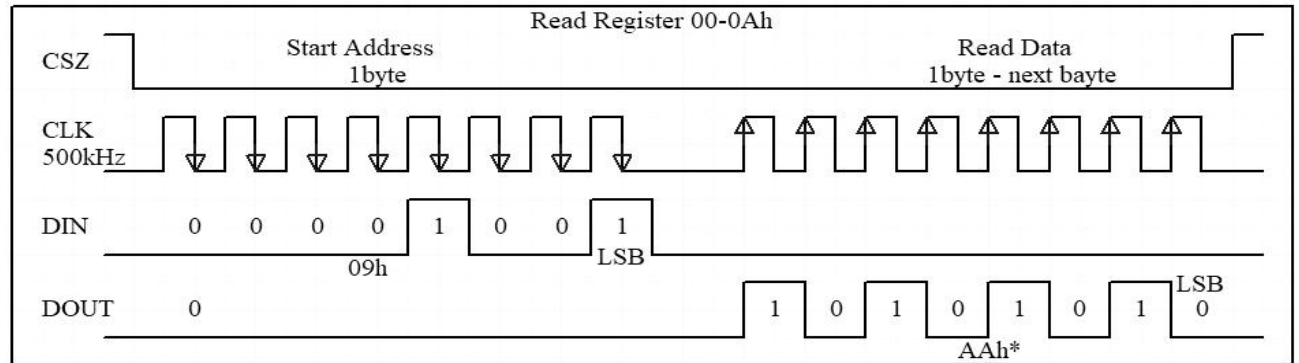 Read Register 00-0Ah
CSZ
Start Address
1byte
Read Data
1byte - next bayte
CLK
500kHz
DIN 0 0 0 0 1 0 0 1
09h
LSB
DOUT 0 1 0 1 0 1 0 1 0
LSB
AAh*